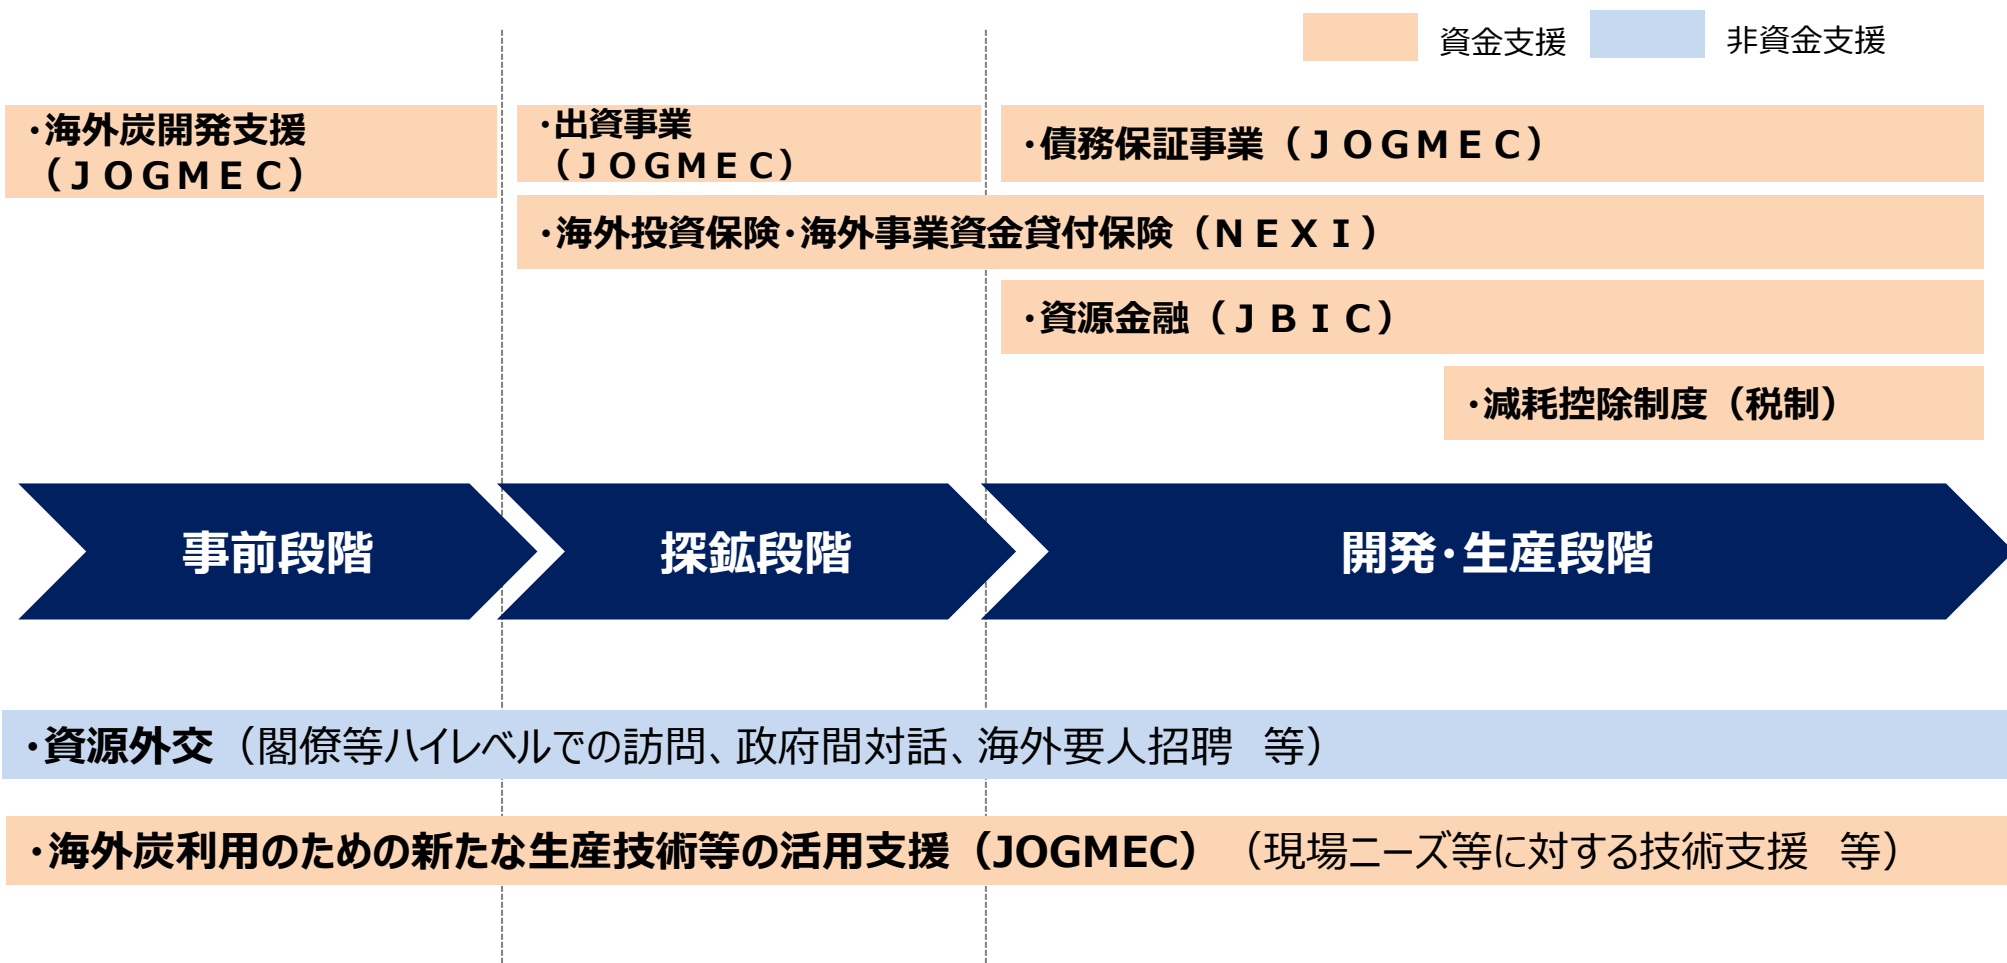 資金支援
非資金支援
・海外炭開発支援
（ＪＯＧＭＥＣ）
・出資事業
（ＪＯＧＭＥＣ）
・債務保証事業（ＪＯＧＭＥＣ）
・海外投資保険・海外事業資金貸付保険（ＮＥＸＩ）
・資源金融（ＪＢＩＣ）
・減耗控除制度（税制）
事前段階
探鉱段階
開発・生産段階
・資源外交（閣僚等ハイレベルでの訪問、政府間対話、海外要人招聘　等）
・海外炭利用のための新たな生産技術等の活用支援（JOGMEC）（現場ニーズ等に対する技術支援　等）